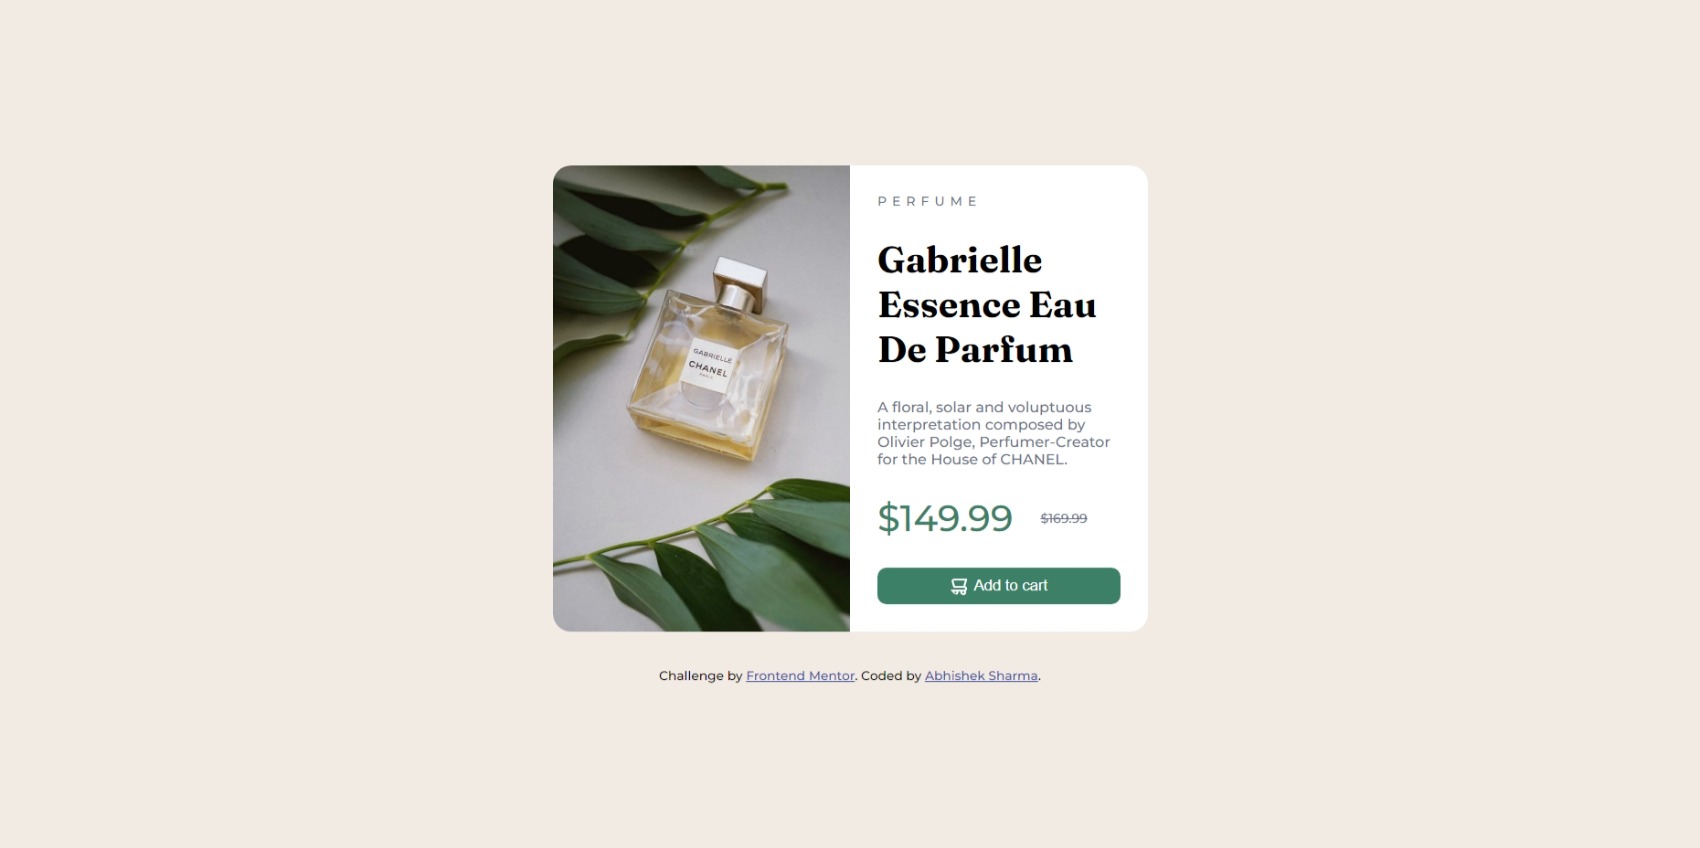 PERFUME
Gabrielle
Essence Eau
De Parfum
A floral, solar and voluptuous
interpretation composed by
Olivier Polge, Perfumer-Creator
for the House of CHANEL.
$149.99 $169.99
Add to cart
GABRIELLE
CHANEL
PARIS
Challenge by Frontend Mentor. Coded by Abhishek Sharma.